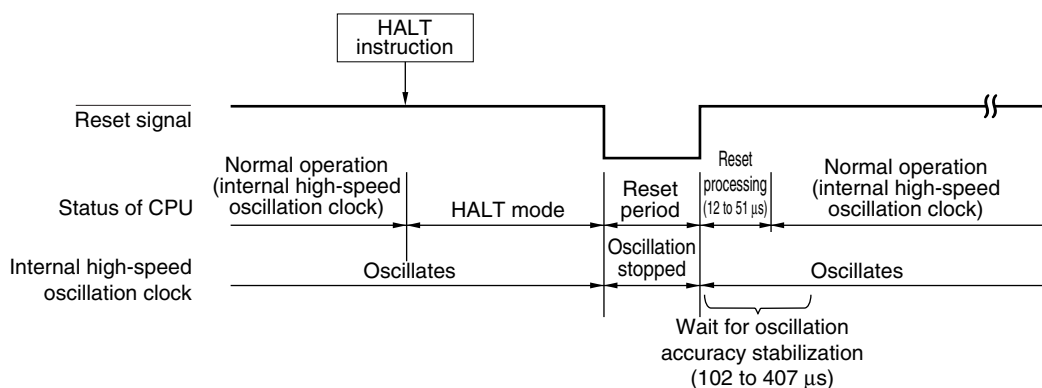 HALT
instruction
Reset signal
Status of CPU
Normal operation
(internal high-speed
oscillation clock)
HALT mode
Reset
period
Reset
processing
(12 to 51 μs)
Normal operation
(internal high-speed
oscillation clock)
Internal high-speed
oscillation clock
Oscillates
Oscillation
stopped
Oscillates
Wait for oscillation
accuracy stabilization
(102 to 407 μs)